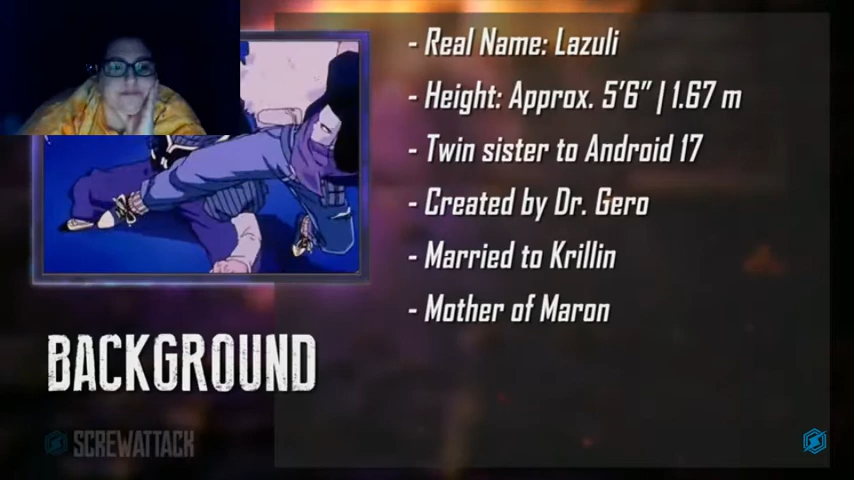 - Real Name: Lazuli
- Height: Approx. 5'6" | 1.67 m
- Twin sister to Android 17
- Created by Dr. Gero
- Married to Krillin
- Mother of Maron
BACKGROUND
SCREWATTACK